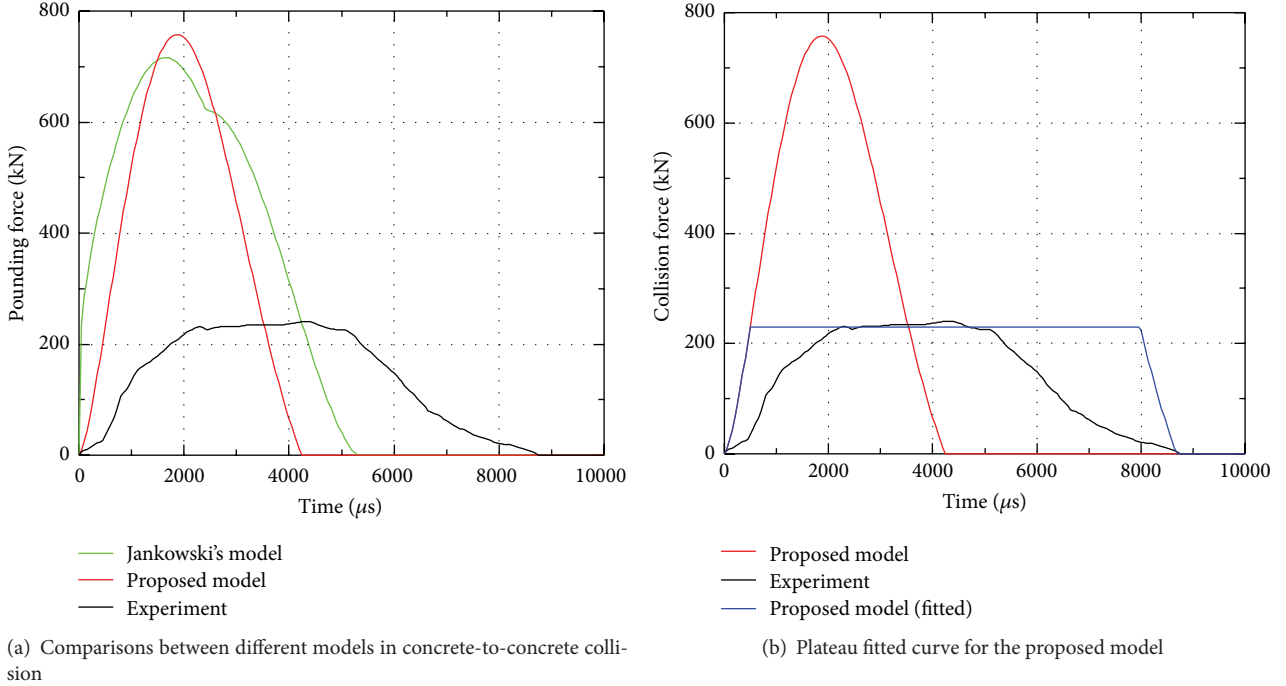 800
600
400
200
0
Pounding force (kN)
0 2000 4000 6000 8000 10000
Time (μs)
Jankowski's model
Proposed model
Experiment
(a) Comparisons between different models in concrete-to-concrete colli-
sion
800
600
400
200
0
Collision force (kN)
0 2000 4000 6000 8000 10000
Time (μs)
Proposed model
Experiment
Proposed model (fitted)
(b) Plateau fitted curve for the proposed model